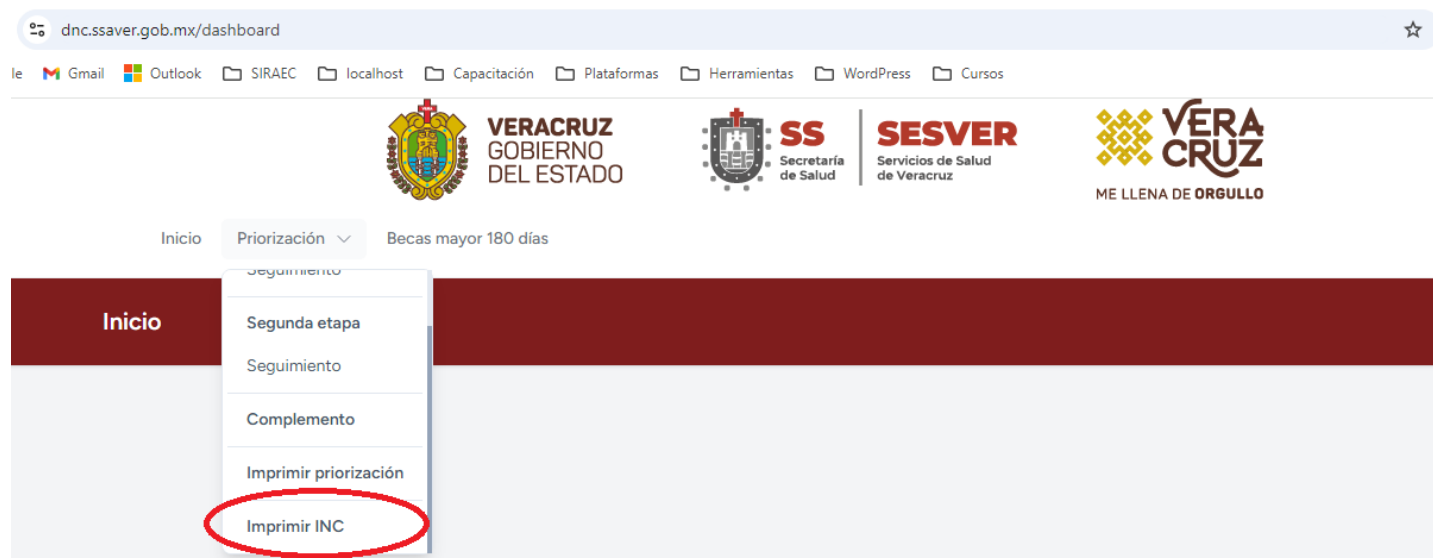 dnc.ssaver.gob.mx/dashboard
le Gmail Outlook SIRAEC localhost Capacitación Plataformas Herramientas WordPress Cursos
VERACRUZ
GOBIERNO
DEL ESTADO
SS
Secretaría
de Salud
SESVER
Servicios de Salud
de Veracruz
VERA
CRUZ
ME LLENA DE ORGULLO
Inicio Priorización Becas mayor 180 días
Seguimiento
Inicio
Segunda etapa
Seguimiento
Complemento
Imprimir priorización
Imprimir INC